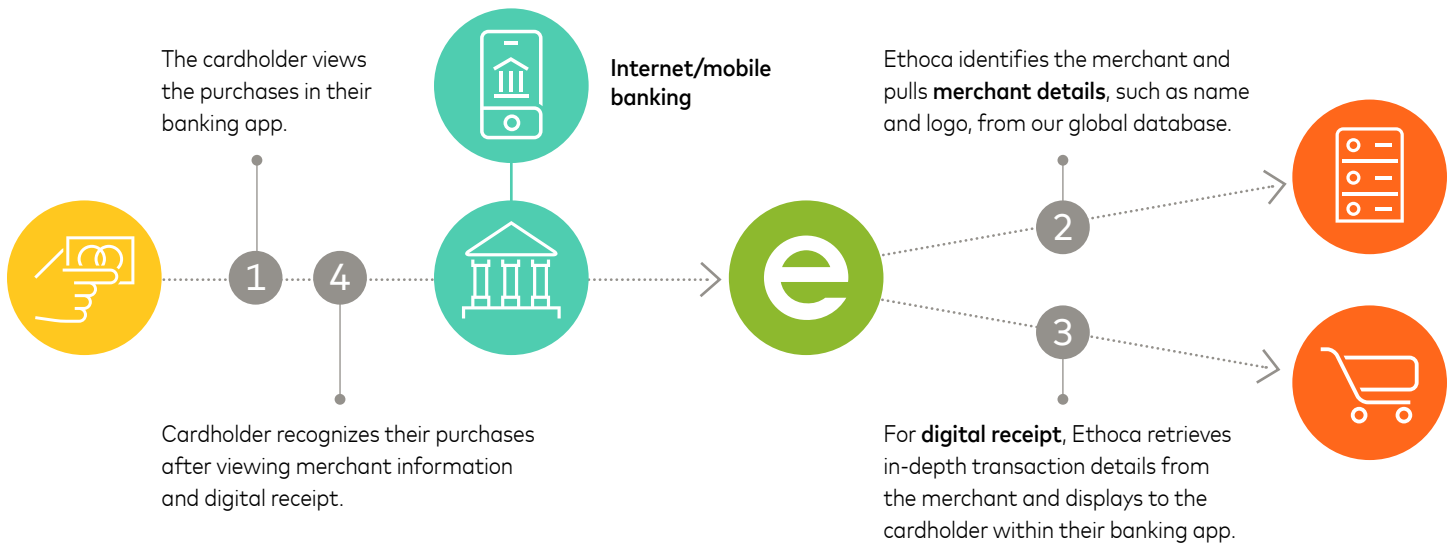 The cardholder views
the purchases in their
banking app.
Internet/mobile
banking
Ethoca identifies the merchant and
pulls merchant details, such as name
and logo, from our global database.
1
4
e
2
3
Cardholder recognizes their purchases
after viewing merchant information
and digital receipt.
For digital receipt, Ethoca retrieves
in-depth transaction details from
the merchant and displays to the
cardholder within their banking app.